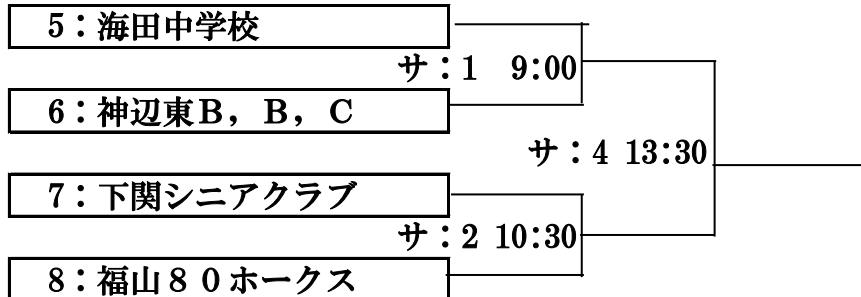 5：海田中学校
サ：1　9:00
6：神辺東Ｂ，Ｂ，Ｃ
サ：4 13:30
7：下関シニアクラブ
サ：2 10:30
8：福山８０ホークス